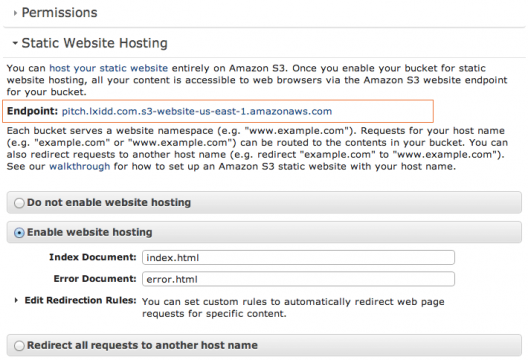 Permissions
Static Website Hosting
You can host your static website entirely on Amazon S3. Once you enable your bucket for static
website hosting, all your content is accessible to web browsers via the Amazon S3 website endpoint
for your bucket.
Endpoint: pitch.lxidd.com.s3-website-us-east-1.amazonaws.com
Each bucket serves a website namespace (e.g. "www.example.com"). Requests for your host name
(e.g. "example.com" or "www.example.com") can be routed to the contents in your bucket. You can
also redirect requests to another host name (e.g. redirect "example.com" to "www.example.com").
See our walkthrough for how to set up an Amazon S3 static website with your host name.
Do not enable website hosting
Enable website hosting
Index Document: index.html
Error Document: error.html
Edit Redirection Rules: You can set custom rules to automatically redirect web page
requests for specific content.
Redirect all requests to another host name